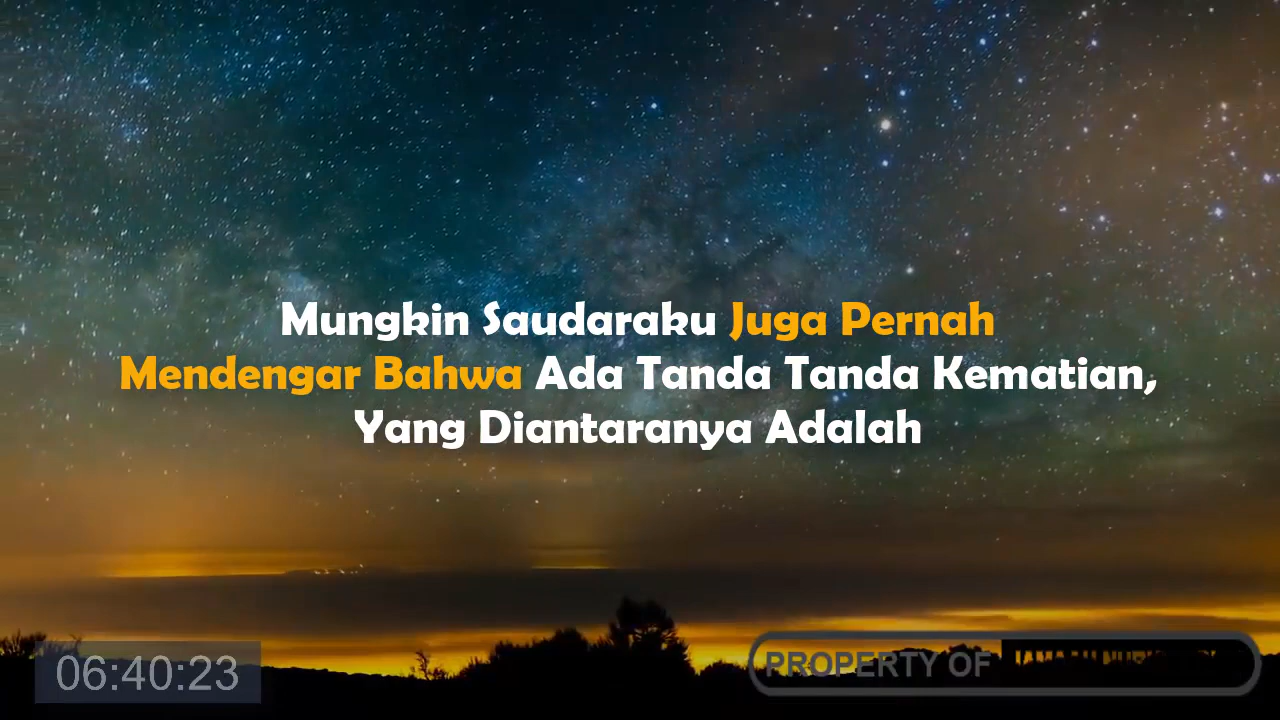 Mungkin Saudaraku Juga Pernah
Mendengar Bahwa Ada Tanda Tanda Kematian,
Yang Diantaranya Adalah
06:40:23
PROPERTY OF